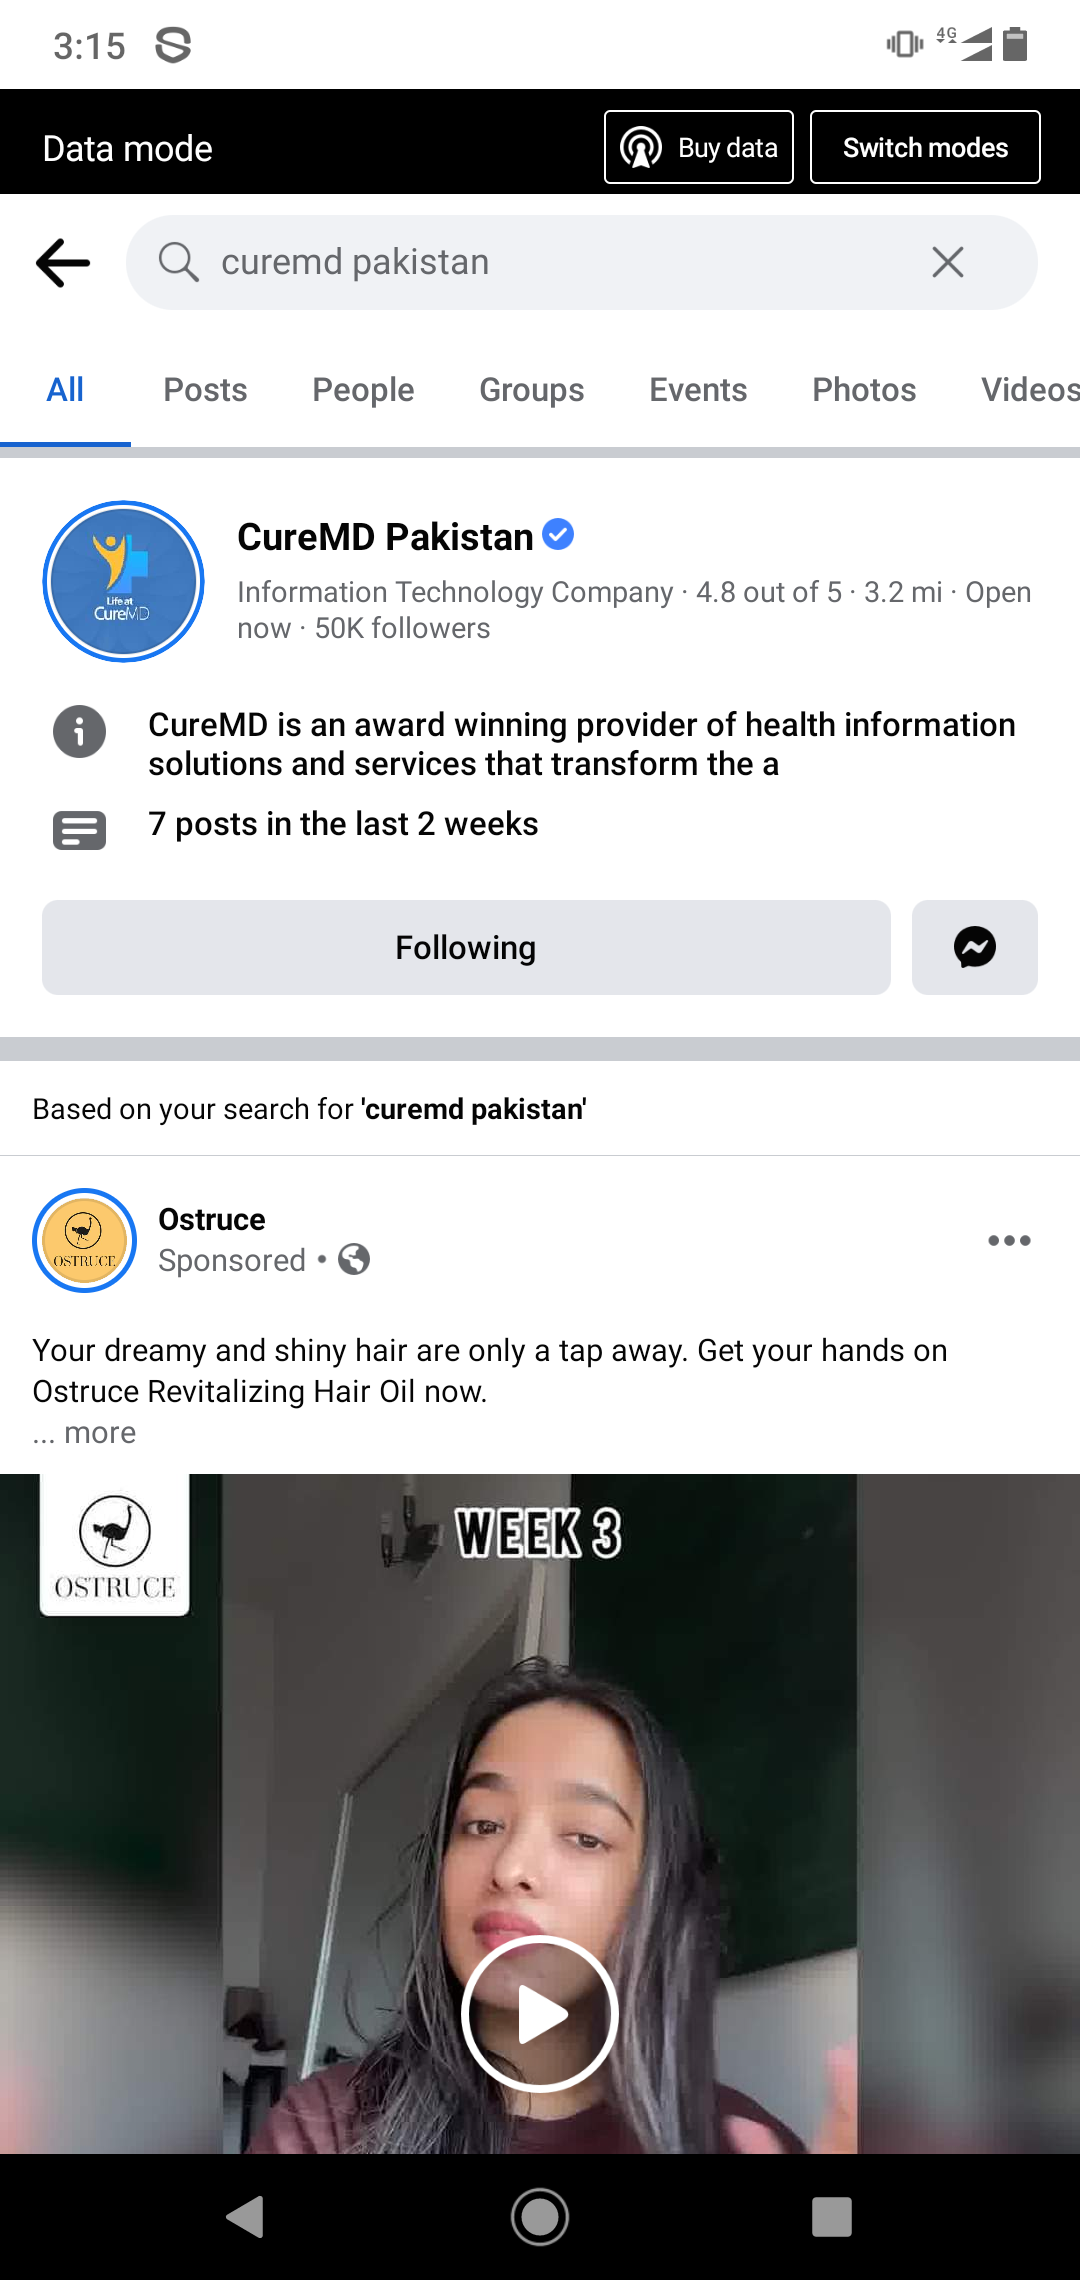 3:15
4G
Data mode
Buy data
Switch modes
curemd pakistan
All Posts People Groups Events Photos Videos
Life at
CureMD
CureMD Pakistan
Information Technology Company · 4.8 out of 5 · 3.2 mi · Open
now · 50K followers
CureMD is an award winning provider of health information
solutions and services that transform the a
7 posts in the last 2 weeks
Following
Based on your search for 'curemd pakistan'
OSTRUCE
Ostruce
Sponsored •
Your dreamy and shiny hair are only a tap away. Get your hands on
Ostruce Revitalizing Hair Oil now.
... more
OSTRUCE
WEEK 3